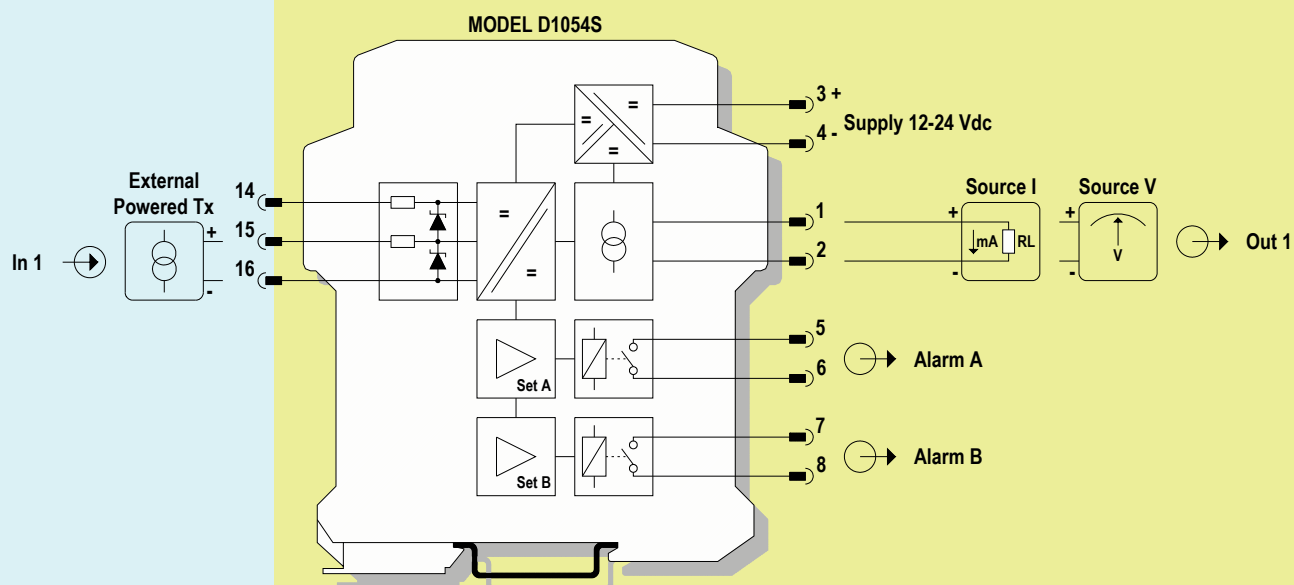 MODEL D1054S
3 +
4 -
Supply 12-24 Vdc
=
=
=
External
Powered Tx
14
15
16
+
-
In 1
=
=
1
2
Source I
Source V
+
-
mA
RL
+
-
V
Out 1
Set A
5
6
Alarm A
Set B
7
8
Alarm B